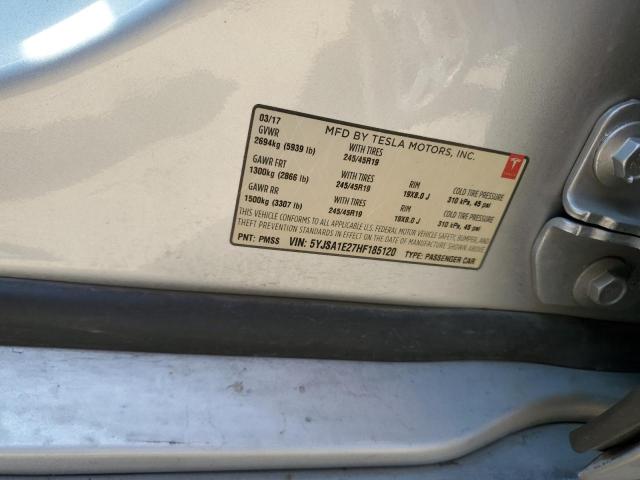 03/17 MFD BY TESLA MOTORS, INC.
GVWR
2694kg (5939 lb) WITH TIRES 245/45R19
GAWR FRT WITH TIRES RIM COLD TIRE PRESSURE
1300kg (2866 lb) 245/45R19 19X8.0 J 310 kPa, 45 psi
GAWR RR WITH TIRES RIM COLD TIRE PRESSURE
1500kg (3307 lb) 245/45R19 19X8.0 J 310 kPa, 45 psi
THIS VEHICLE CONFORMS TO ALL APPLICABLE U.S. FEDERAL MOTOR VEHICLE SAFETY, BUMPER, AND
THEFT PREVENTION STANDARDS IN EFFECT ON THE DATE OF MANUFACTURE SHOWN ABOVE.
PNT: PMSS VIN: 5YJSA1E27HF185120 TYPE: PASSENGER CAR